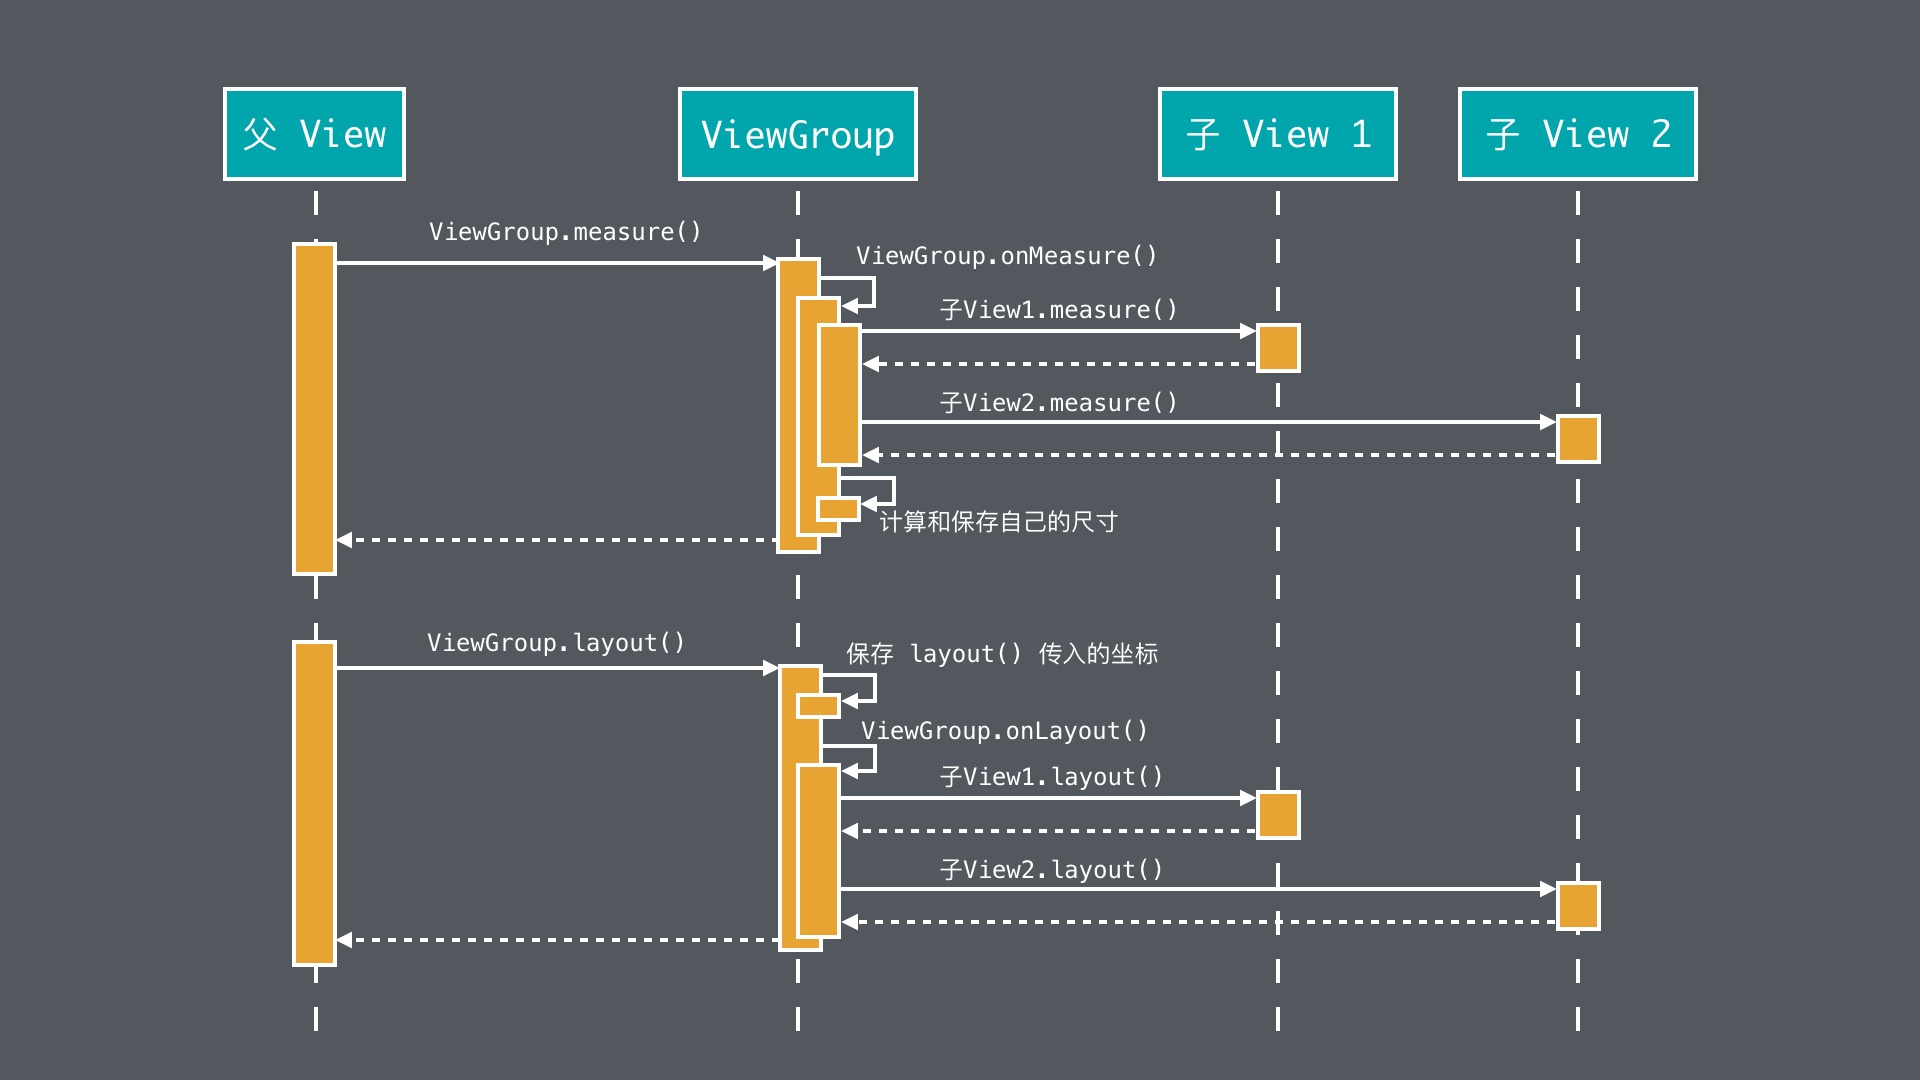 父 View
ViewGroup
子 View 1
子 View 2
ViewGroup.measure()
ViewGroup.onMeasure()
子View1.measure()
子View2.measure()
计算和保存自己的尺寸
ViewGroup.layout()
保存 layout() 传入的坐标
ViewGroup.onLayout()
子View1.layout()
子View2.layout()